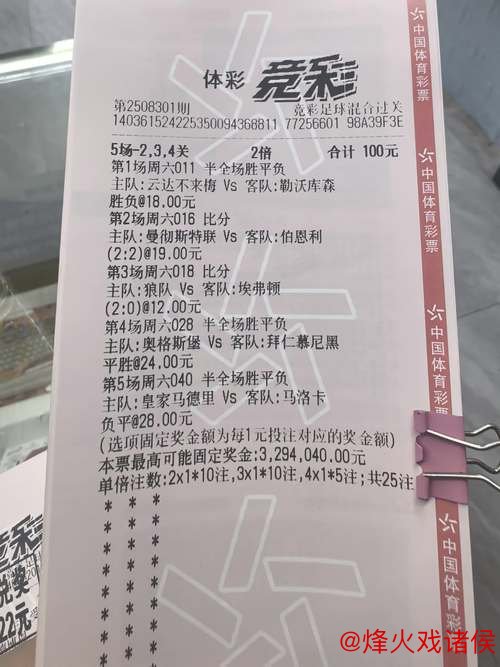 体彩 竞彩
第2508301期 竞彩足球混合过关
140361524225350094368811 77256601 98A39F3E
5场-2,3,4关 2倍 合计 100元
第1场周六011 半全场胜平负
主队:云达不来梅 Vs 客队:勒沃库森
胜负@18.00元
第2场周六016 比分
主队:曼彻斯特联 Vs 客队:伯恩利
(2:2)@19.00元
第3场周六018 比分
主队:狼队 Vs 客队:埃弗顿
(2:0)@12.00元
第4场周六028 半全场胜平负
主队:奥格斯堡 Vs 客队:拜仁慕尼黑
平胜@24.00元
第5场周六040 半全场胜平负
主队:皇家马德里 Vs 客队:马洛卡
负平@28.00元
(选项固定奖金额为每1元投注对应的奖金额)
本票最高可能固定奖金:3,294,040.00元
单倍注数:2x1*10注,3x1*10注,4x1*5注;共25注
* * *
* * *
* * *
* * *
* * *
* * *
* * *
* * *
中国体育彩票
中国体育彩票
中国体育彩票
中国体育彩票
竞彩
兑奖
22元
@烽火戏诸侯